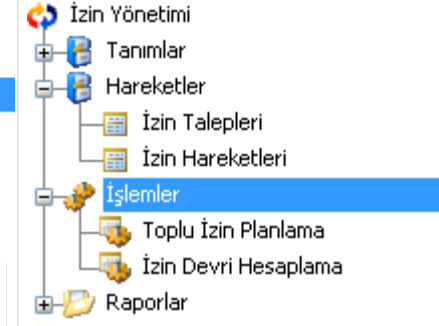 İzin Yönetimi
Tanımlar
Hareketler
İzin Talepleri
İzin Hareketleri
İşlemler
Toplu İzin Planlama
İzin Devri Hesaplama
Raporlar